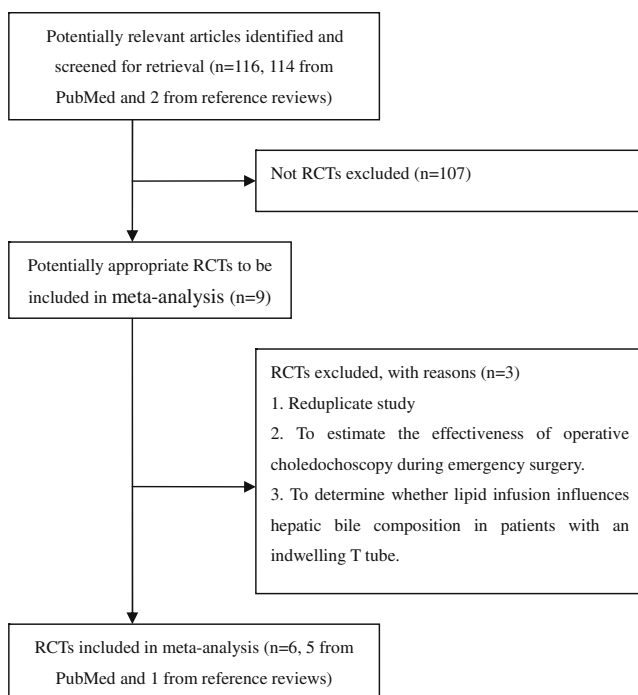 Potentially relevant articles identified and
screened for retrieval (n=116, 114 from
PubMed and 2 from reference reviews)
Not RCTs excluded (n=107)
Potentially appropriate RCTs to be
included in meta-analysis (n=9)
RCTs excluded, with reasons (n=3)
1. Reduplicate study
2. To estimate the effectiveness of operative
choledochoscopy during emergency surgery.
3. To determine whether lipid infusion influences
hepatic bile composition in patients with an
indwelling T tube.
RCTs included in meta-analysis (n=6, 5 from
PubMed and 1 from reference reviews)